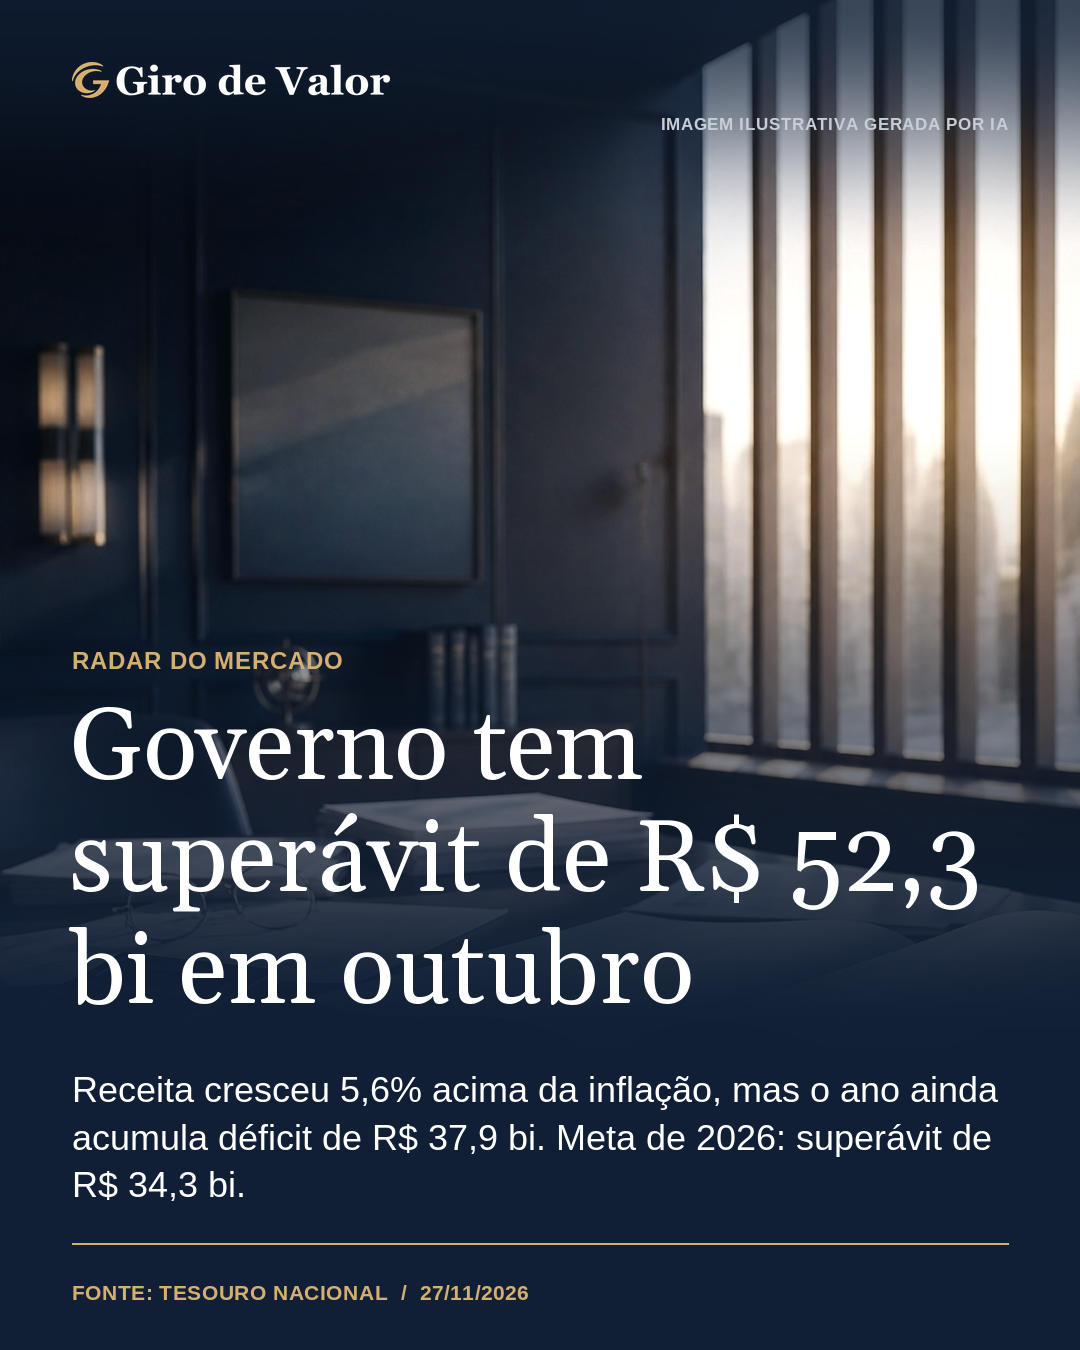 Giro de Valor
IMAGEM ILUSTRATIVA GERADA POR IA
RADAR DO MERCADO
Governo tem
superávit de R$ 52,3
bi em outubro
Receita cresceu 5,6% acima da inflação, mas o ano ainda
acumula déficit de R$ 37,9 bi. Meta de 2026: superávit de
R$ 34,3 bi.
FONTE: TESOURO NACIONAL / 27/11/2026